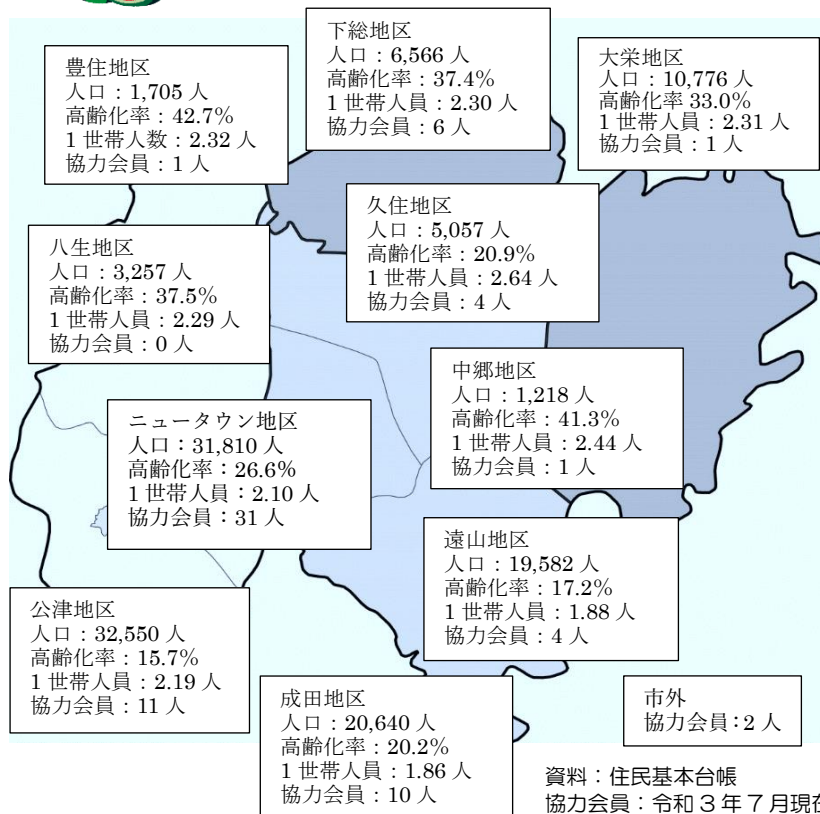 下総地区
人口：6,566 人
高齢化率：37.4%
1 世帯人員：2.30 人
協力会員：6 人
豊住地区
人口：1,705 人
高齢化率：42.7%
1 世帯人数：2.32 人
協力会員：1 人
大栄地区
人口：10,776 人
高齢化率 33.0%
1 世帯人員：2.31 人
協力会員：1 人
久住地区
人口：5,057 人
高齢化率：20.9%
1 世帯人員：2.64 人
協力会員：4 人
八生地区
人口：3,257 人
高齢化率：37.5%
1 世帯人員：2.29 人
協力会員：0 人
中郷地区
人口：1,218 人
高齢化率：41.3%
1 世帯人員：2.44 人
協力会員：1 人
ニュータウン地区
人口：31,810 人
高齢化率：26.6%
1 世帯人員：2.10 人
協力会員：31 人
遠山地区
人口：19,582 人
高齢化率：17.2%
1 世帯人員：1.88 人
協力会員：4 人
公津地区
人口：32,550 人
高齢化率：15.7%
1 世帯人員：2.19 人
協力会員：11 人
成田地区
人口：20,640 人
高齢化率：20.2%
1 世帯人員：1.86 人
協力会員：10 人
市外
協力会員：2 人
資料：住民基本台帳
協力会員：令和 3 年 7 月現在